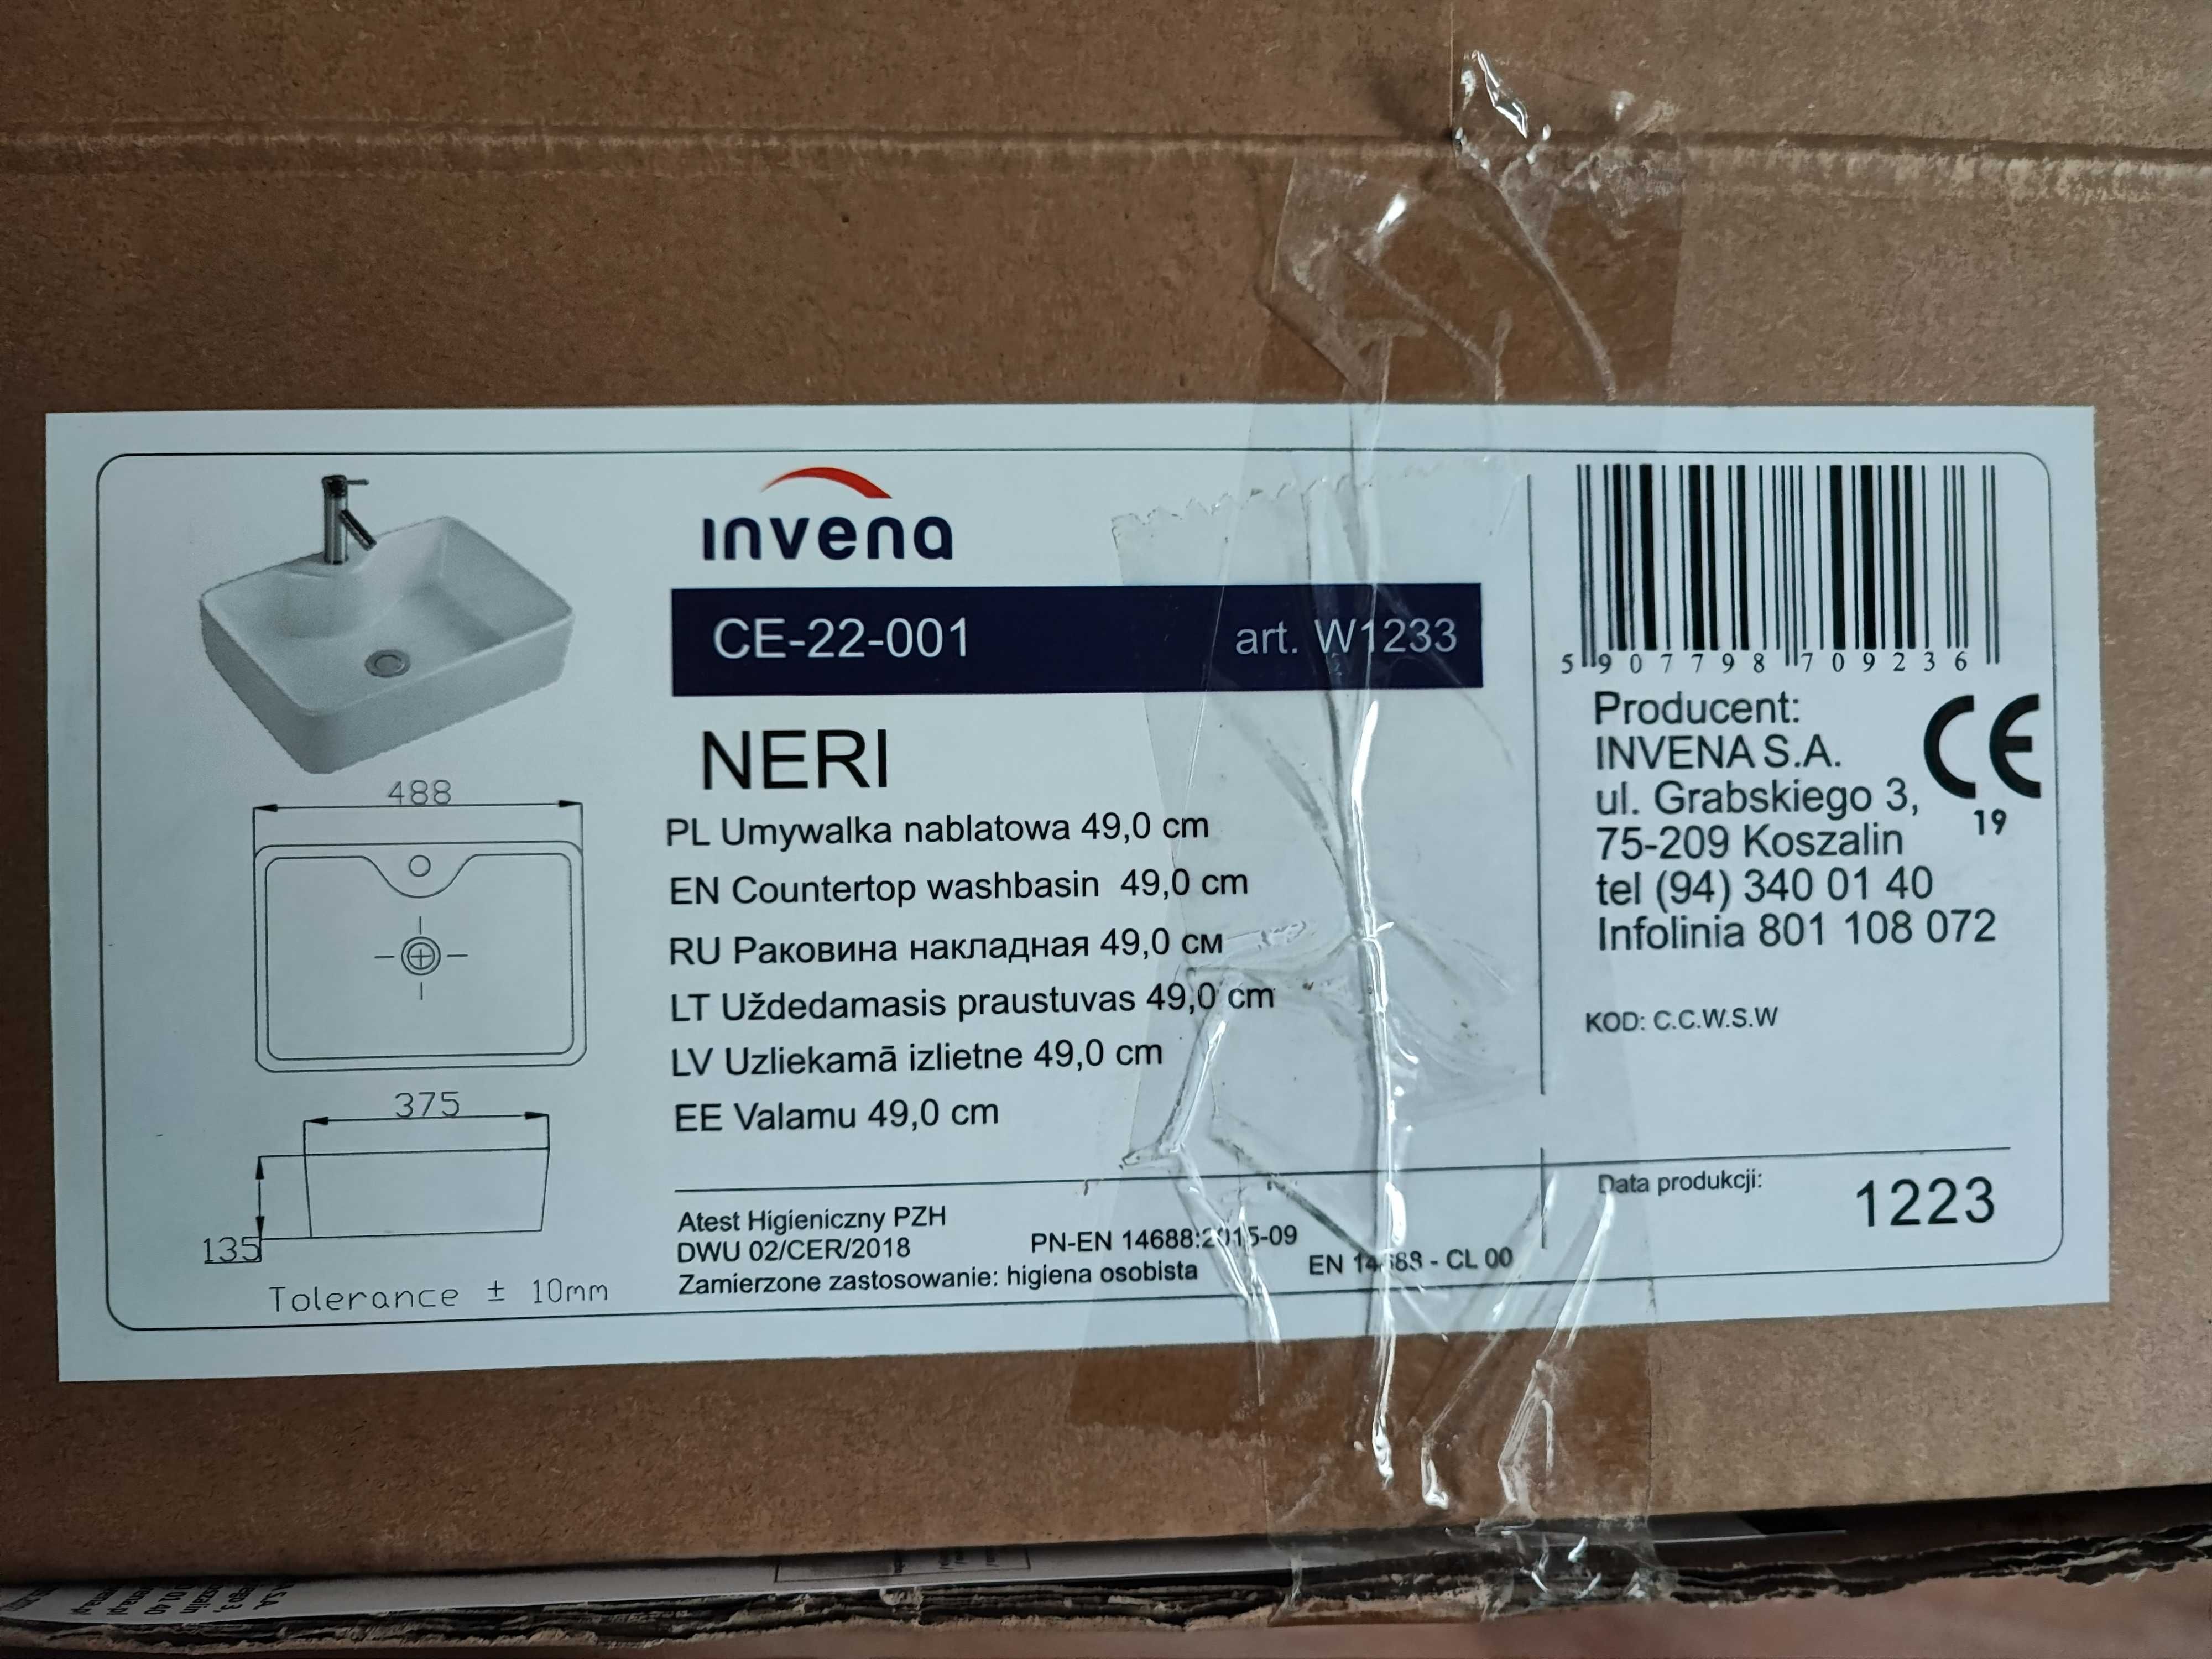 invena
CE-22-001 art. W1233
NERI
PL Umywalka nablatowa 49,0 cm
EN Countertop washbasin 49,0 cm
RU Раковина накладная 49,0 см
LT Uždedamasis praustuvas 49,0 cm
LV Uzliekamā izlietne 49,0 cm
EE Valamu 49,0 cm
488
375
135
Tolerance ± 10mm
Atest Higieniczny PZH
DWU 02/CER/2018
PN-EN 14688:2015-09
Zamierzone zastosowanie: higiena osobista
EN 14688 - CL 00
5 907798 709236
Producent:
INVENA S.A.
ul. Grabskiego 3,
75-209 Koszalin
tel (94) 340 01 40
Infolinia 801 108 072
CE
19
KOD: C.C.W.S.W
Data produkcji:
1223